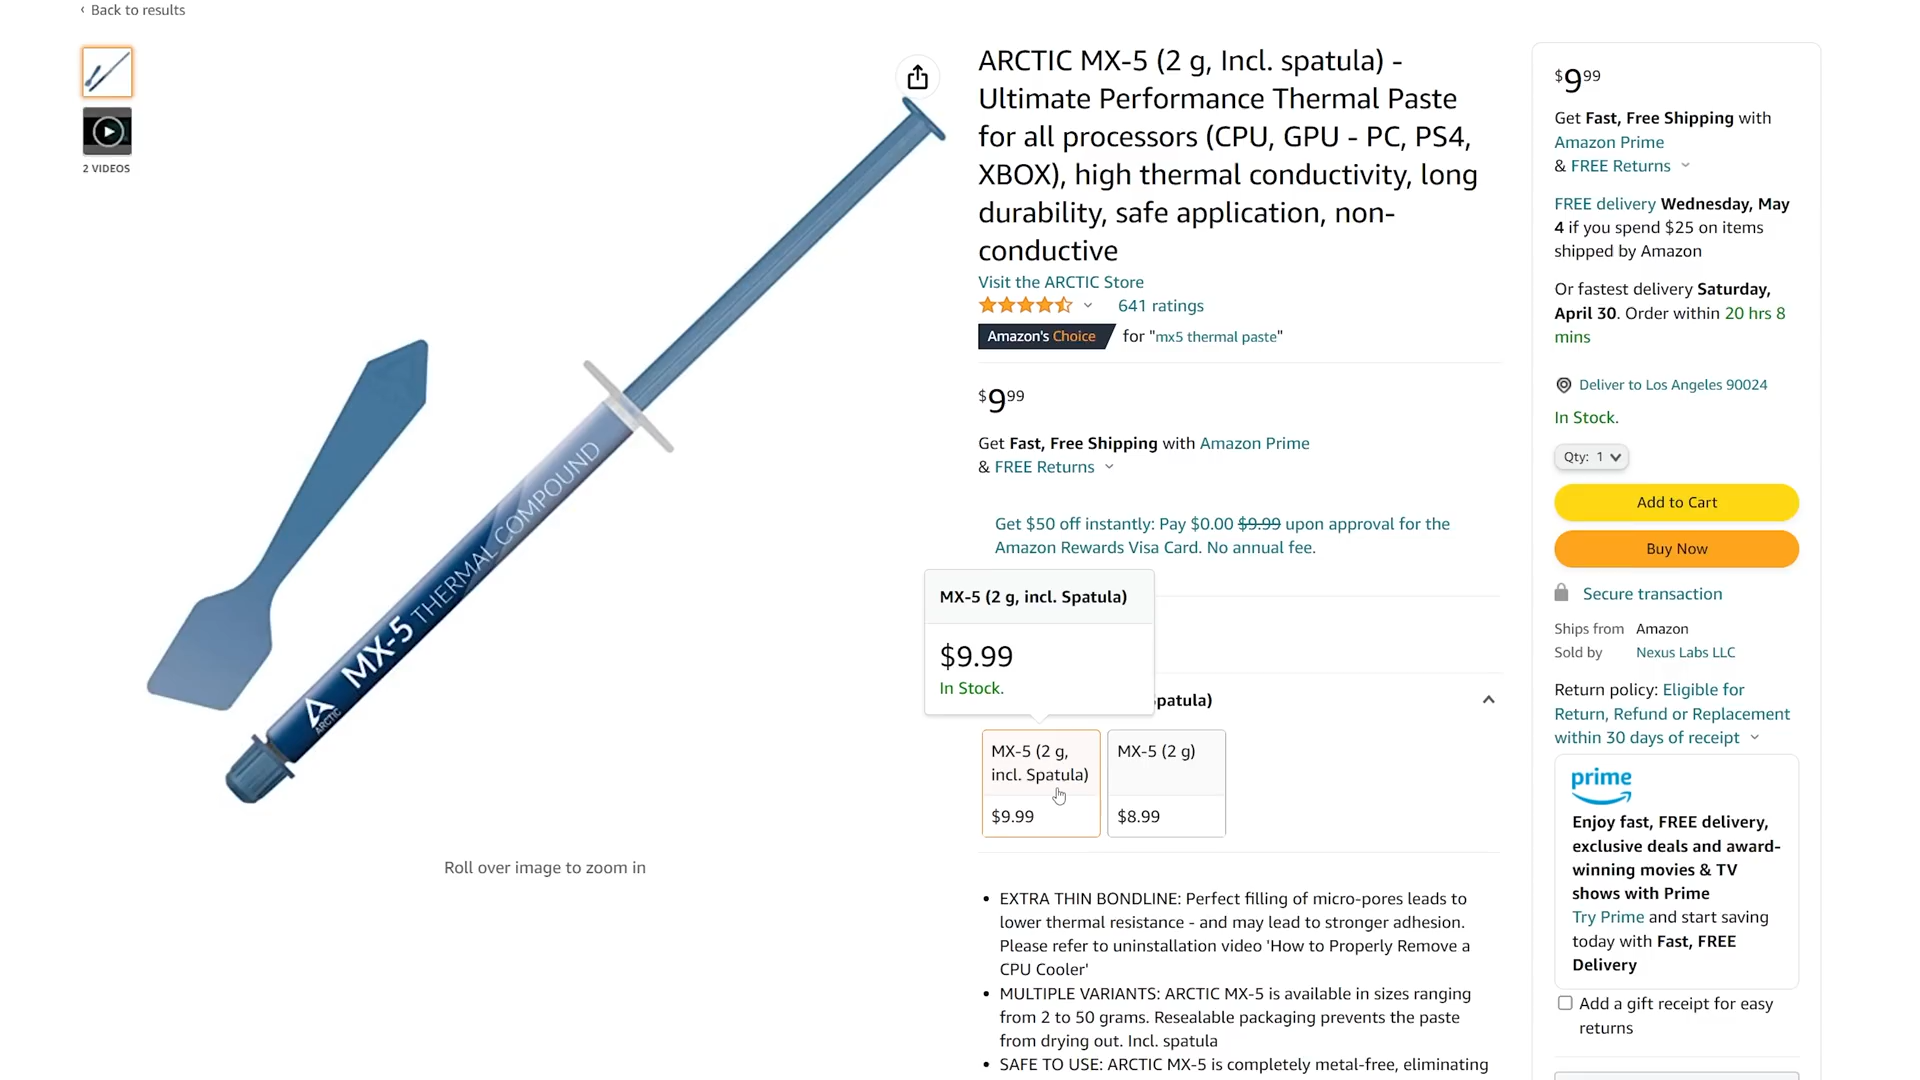 ‹ Back to results
2 VIDEOS
MX-5 THERMAL COMPOUND
ARCTIC
Roll over image to zoom in
ARCTIC MX-5 (2 g, Incl. spatula) -
Ultimate Performance Thermal Paste
for all processors (CPU, GPU - PC, PS4,
XBOX), high thermal conductivity, long
durability, safe application, non-
conductive
Visit the ARCTIC Store
641 ratings
Amazon's Choice for "mx5 thermal paste"
$9 99
Get Fast, Free Shipping with Amazon Prime
& FREE Returns
Get $50 off instantly: Pay $0.00 $9.99 upon approval for the
Amazon Rewards Visa Card. No annual fee.
MX-5 (2 g, incl. Spatula)
$9.99
In Stock.
patula)
MX-5 (2 g,
incl. Spatula)
$9.99
MX-5 (2 g)
$8.99
• EXTRA THIN BONDLINE: Perfect filling of micro-pores leads to
lower thermal resistance - and may lead to stronger adhesion.
Please refer to uninstallation video 'How to Properly Remove a
CPU Cooler'
• MULTIPLE VARIANTS: ARCTIC MX-5 is available in sizes ranging
from 2 to 50 grams. Resealable packaging prevents the paste
from drying out. Incl. spatula
• SAFE TO USE: ARCTIC MX-5 is completely metal-free, eliminating
$9 99
Get Fast, Free Shipping with
Amazon Prime
& FREE Returns
FREE delivery Wednesday, May
4 if you spend $25 on items
shipped by Amazon
Or fastest delivery Saturday,
April 30. Order within 20 hrs 8
mins
Deliver to Los Angeles 90024
In Stock.
Qty: 1
Add to Cart
Buy Now
Secure transaction
Ships from Amazon
Sold by Nexus Labs LLC
Return policy: Eligible for
Return, Refund or Replacement
within 30 days of receipt
prime
Enjoy fast, FREE delivery,
exclusive deals and award-
winning movies & TV
shows with Prime
Try Prime and start saving
today with Fast, FREE
Delivery
Add a gift receipt for easy
returns